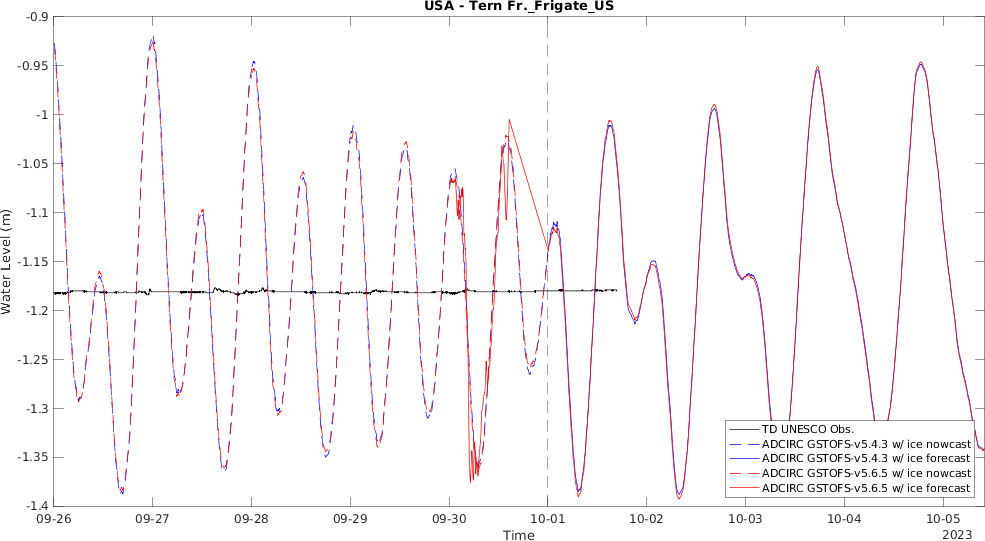 USA - Tern Fr._Frigate_US
-0.9
-0.95
-1
-1.05
-1.1
-1.15
-1.2
-1.25
-1.3
-1.35
-1.4
Water Level (m)
TD UNESCO Obs.
ADCIRC GSTOFS-v5.4.3 w/ ice nowcast
ADCIRC GSTOFS-v5.4.3 w/ ice forecast
ADCIRC GSTOFS-v5.6.5 w/ ice nowcast
ADCIRC GSTOFS-v5.6.5 w/ ice forecast
09-26 09-27 09-28 09-29 09-30 10-01 10-02 10-03 10-04 10-05
Time
2023